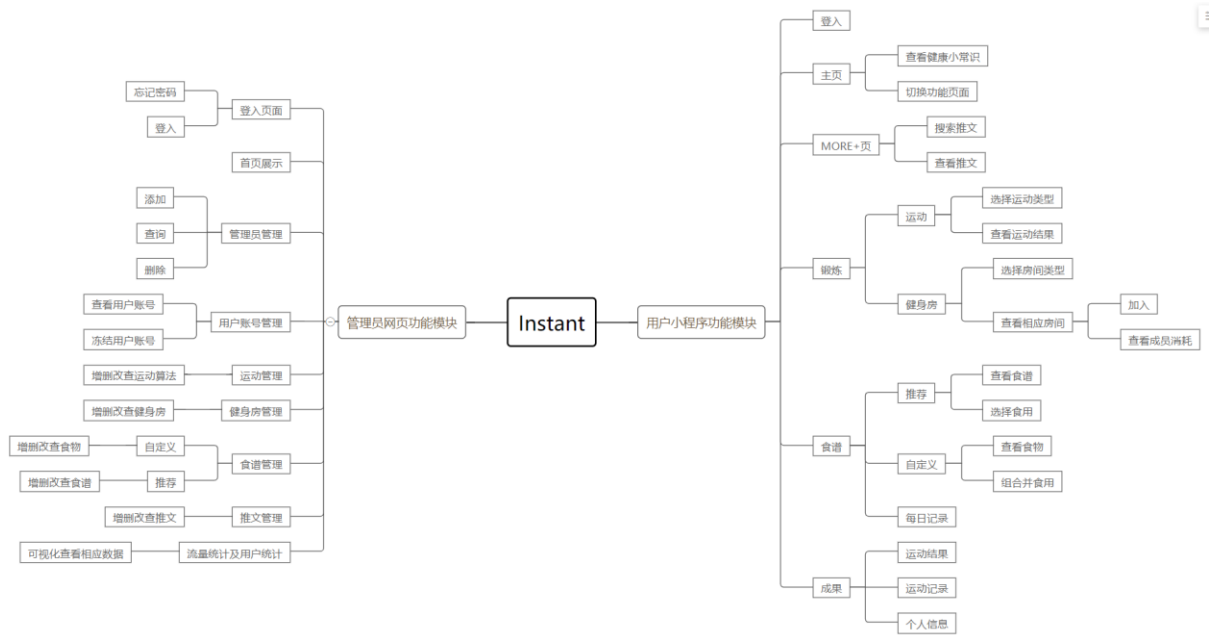 Instant
管理员网页功能模块
登入页面
忘记密码
登入
首页展示
管理员管理
添加
查询
删除
用户账号管理
查看用户账号
冻结用户账号
运动管理
增删改查运动算法
健身房管理
增删改查健身房
食谱管理
自定义
增删改查食物
推荐
增删改查食谱
推文管理
增删改查推文
流量统计及用户统计
可视化查看相应数据
用户小程序功能模块
登入
主页
查看健康小常识
切换功能页面
MORE+页
搜索推文
查看推文
锻炼
运动
选择运动类型
查看运动结果
健身房
选择房间类型
查看相应房间
加入
查看成员消耗
食谱
推荐
查看食谱
选择食用
自定义
查看食物
组合并食用
每日记录
成果
运动结果
运动记录
个人信息